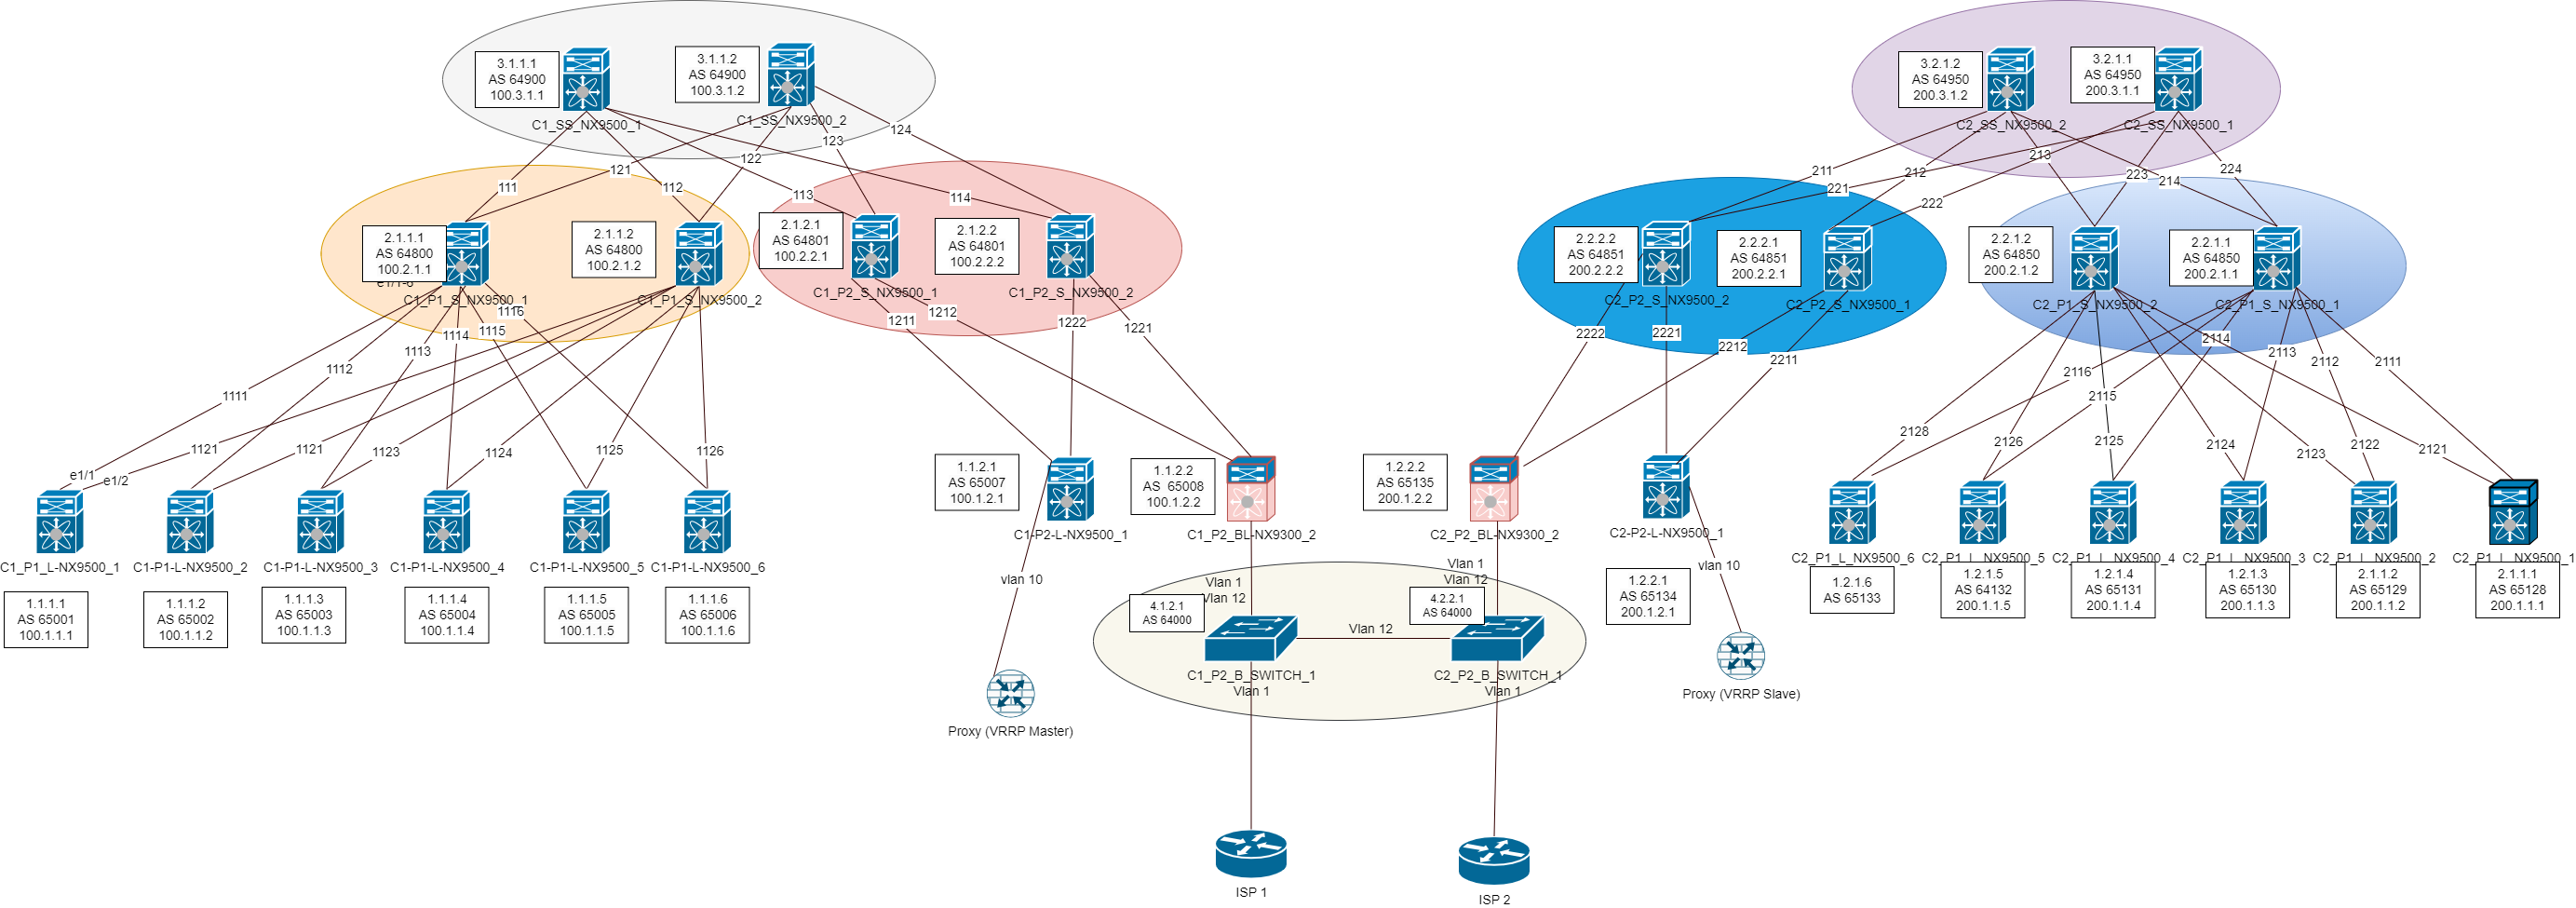 3.1.1.1
AS 64900
100.3.1.1
C1_SS_NX9500_1
3.1.1.2
AS 64900
100.3.1.2
C1_SS_NX9500_2
3.2.1.2
AS 64950
200.3.1.2
C2_SS_NX9500_2
3.2.1.1
AS 64950
200.3.1.1
C2_SS_NX9500_1
111
121
112
122
113
123
114
124
211
221
212
222
213
223
214
224
2.1.1.1
AS 64800
100.2.1.1
e1/1-6
C1_P1_S_NX9500_1
2.1.1.2
AS 64800
100.2.1.2
C1_P1_S_NX9500_2
2.1.2.1
AS 64801
100.2.2.1
C1_P2_S_NX9500_1
2.1.2.2
AS 64801
100.2.2.2
C1_P2_S_NX9500_2
2.2.2.2
AS 64851
200.2.2.2
C2_P2_S_NX9500_2
2.2.2.1
AS 64851
200.2.2.1
C2_P2_S_NX9500_1
2.2.1.2
AS 64850
200.2.1.2
C2_P1_S_NX9500_2
2.2.1.1
AS 64850
200.2.1.1
C2_P1_S_NX9500_1
1111
1112
1113
1114
1115
1116
1121
1121
1123
1124
1125
1126
1211
1212
1222
1221
2222
2221
2212
2211
2116
2115
2114
2113
2112
2111
2128
2126
2125
2124
2123
2122
2121
e1/1
e1/2
C1_P1_L-NX9500_1
1.1.1.1
AS 65001
100.1.1.1
C1-P1-L-NX9500_2
1.1.1.2
AS 65002
100.1.1.2
C1-P1-L-NX9500_3
1.1.1.3
AS 65003
100.1.1.3
C1-P1-L-NX9500_4
1.1.1.4
AS 65004
100.1.1.4
C1-P1-L-NX9500_5
1.1.1.5
AS 65005
100.1.1.5
C1-P1-L-NX9500_6
1.1.1.6
AS 65006
100.1.1.6
1.1.2.1
AS 65007
100.1.2.1
C1-P2-L-NX9500_1
1.1.2.2
AS 65008
100.1.2.2
C1_P2_BL-NX9300_2
1.2.2.2
AS 65135
200.1.2.2
C2_P2_BL-NX9300_2
C2-P2-L-NX9500_1
1.2.2.1
AS 65134
200.1.2.1
C2_P1_L_NX9500_6
1.2.1.6
AS 65133
C2_P1_L_NX9500_5
1.2.1.5
AS 64132
200.1.1.5
C2_P1_L_NX9500_4
1.2.1.4
AS 65131
200.1.1.4
C2_P1_L_NX9500_3
1.2.1.3
AS 65130
200.1.1.3
C2_P1_L_NX9500_2
2.1.1.2
AS 65129
200.1.1.2
C2_P1_L_NX9500_1
2.1.1.1
AS 65128
200.1.1.1
vlan 10
Proxy (VRRP Master)
Vlan 1
Vlan 12
4.1.2.1
AS 64000
C1_P2_B_SWITCH_1
Vlan 1
Vlan 12
Vlan 1
Vlan 12
4.2.2.1
AS 64000
C2_P2_B_SWITCH_1
Vlan 1
vlan 10
Proxy (VRRP Slave)
ISP 1
ISP 2